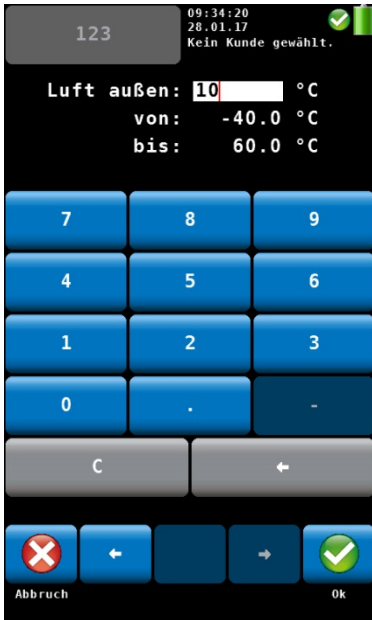 123
09:34:20
28.01.17
Kein Kunde gewählt.
Luft außen: 10 °C
von: -40.0 °C
bis: 60.0 °C
7 8 9
4 5 6
1 2 3
0 . -
C ←
← →
Abbruch Ok